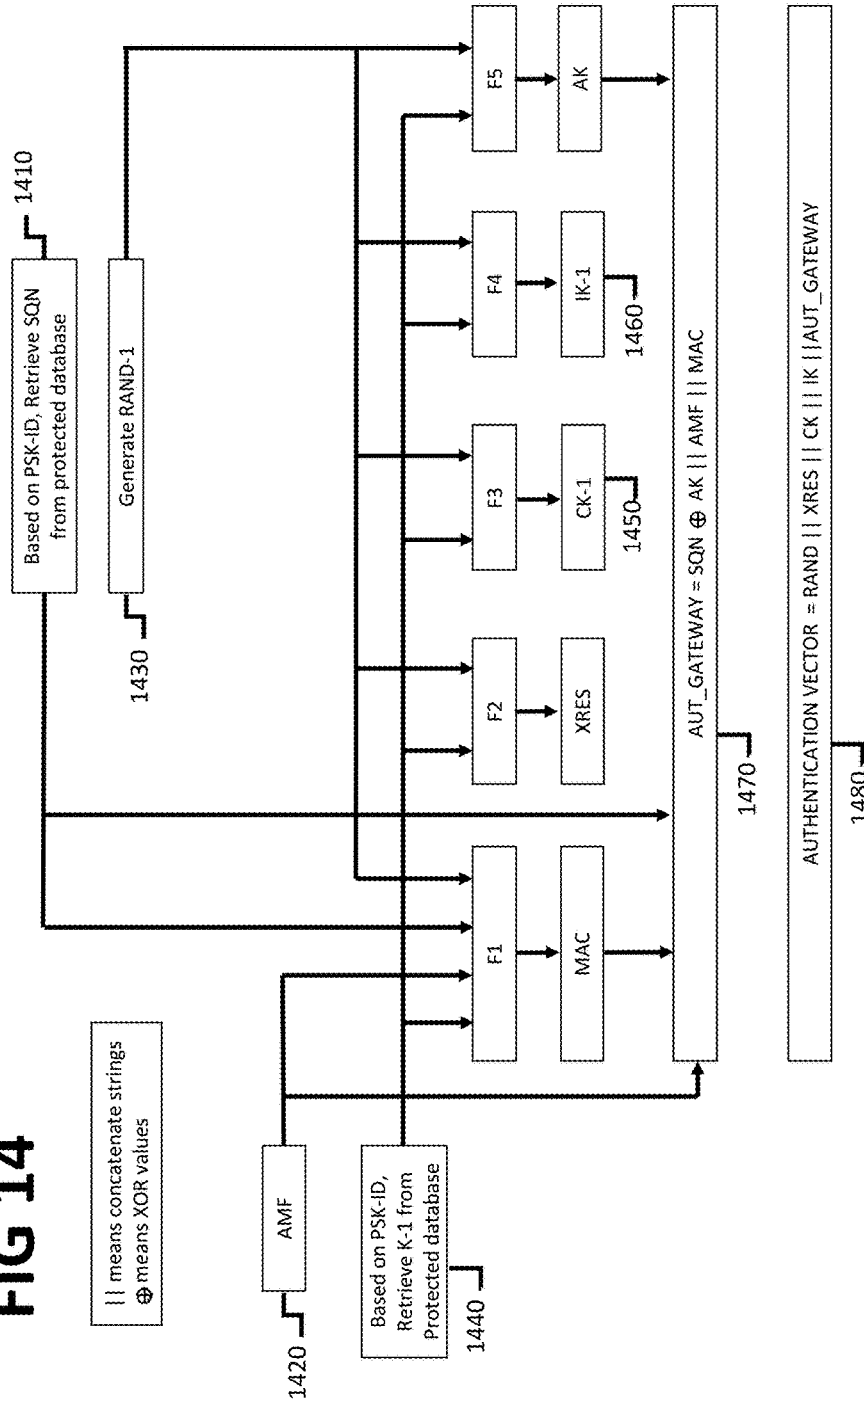 FIG 14
|| means concatenate strings
⊕ means XOR values
Based on PSK-ID, Retrieve SQN
from protected database
1410
Generate RAND-1
1430
AMF
1420
Based on PSK-ID,
Retrieve K-1 from
Protected database
1440
F1
F2
F3
F4
F5
MAC
XRES
CK-1
IK-1
AK
1450
1460
AUT_GATEWAY = SQN ⊕ AK || AMF || MAC
1470
AUTHENTICATION VECTOR = RAND || XRES || CK || IK ||AUT_GATEWAY
1480